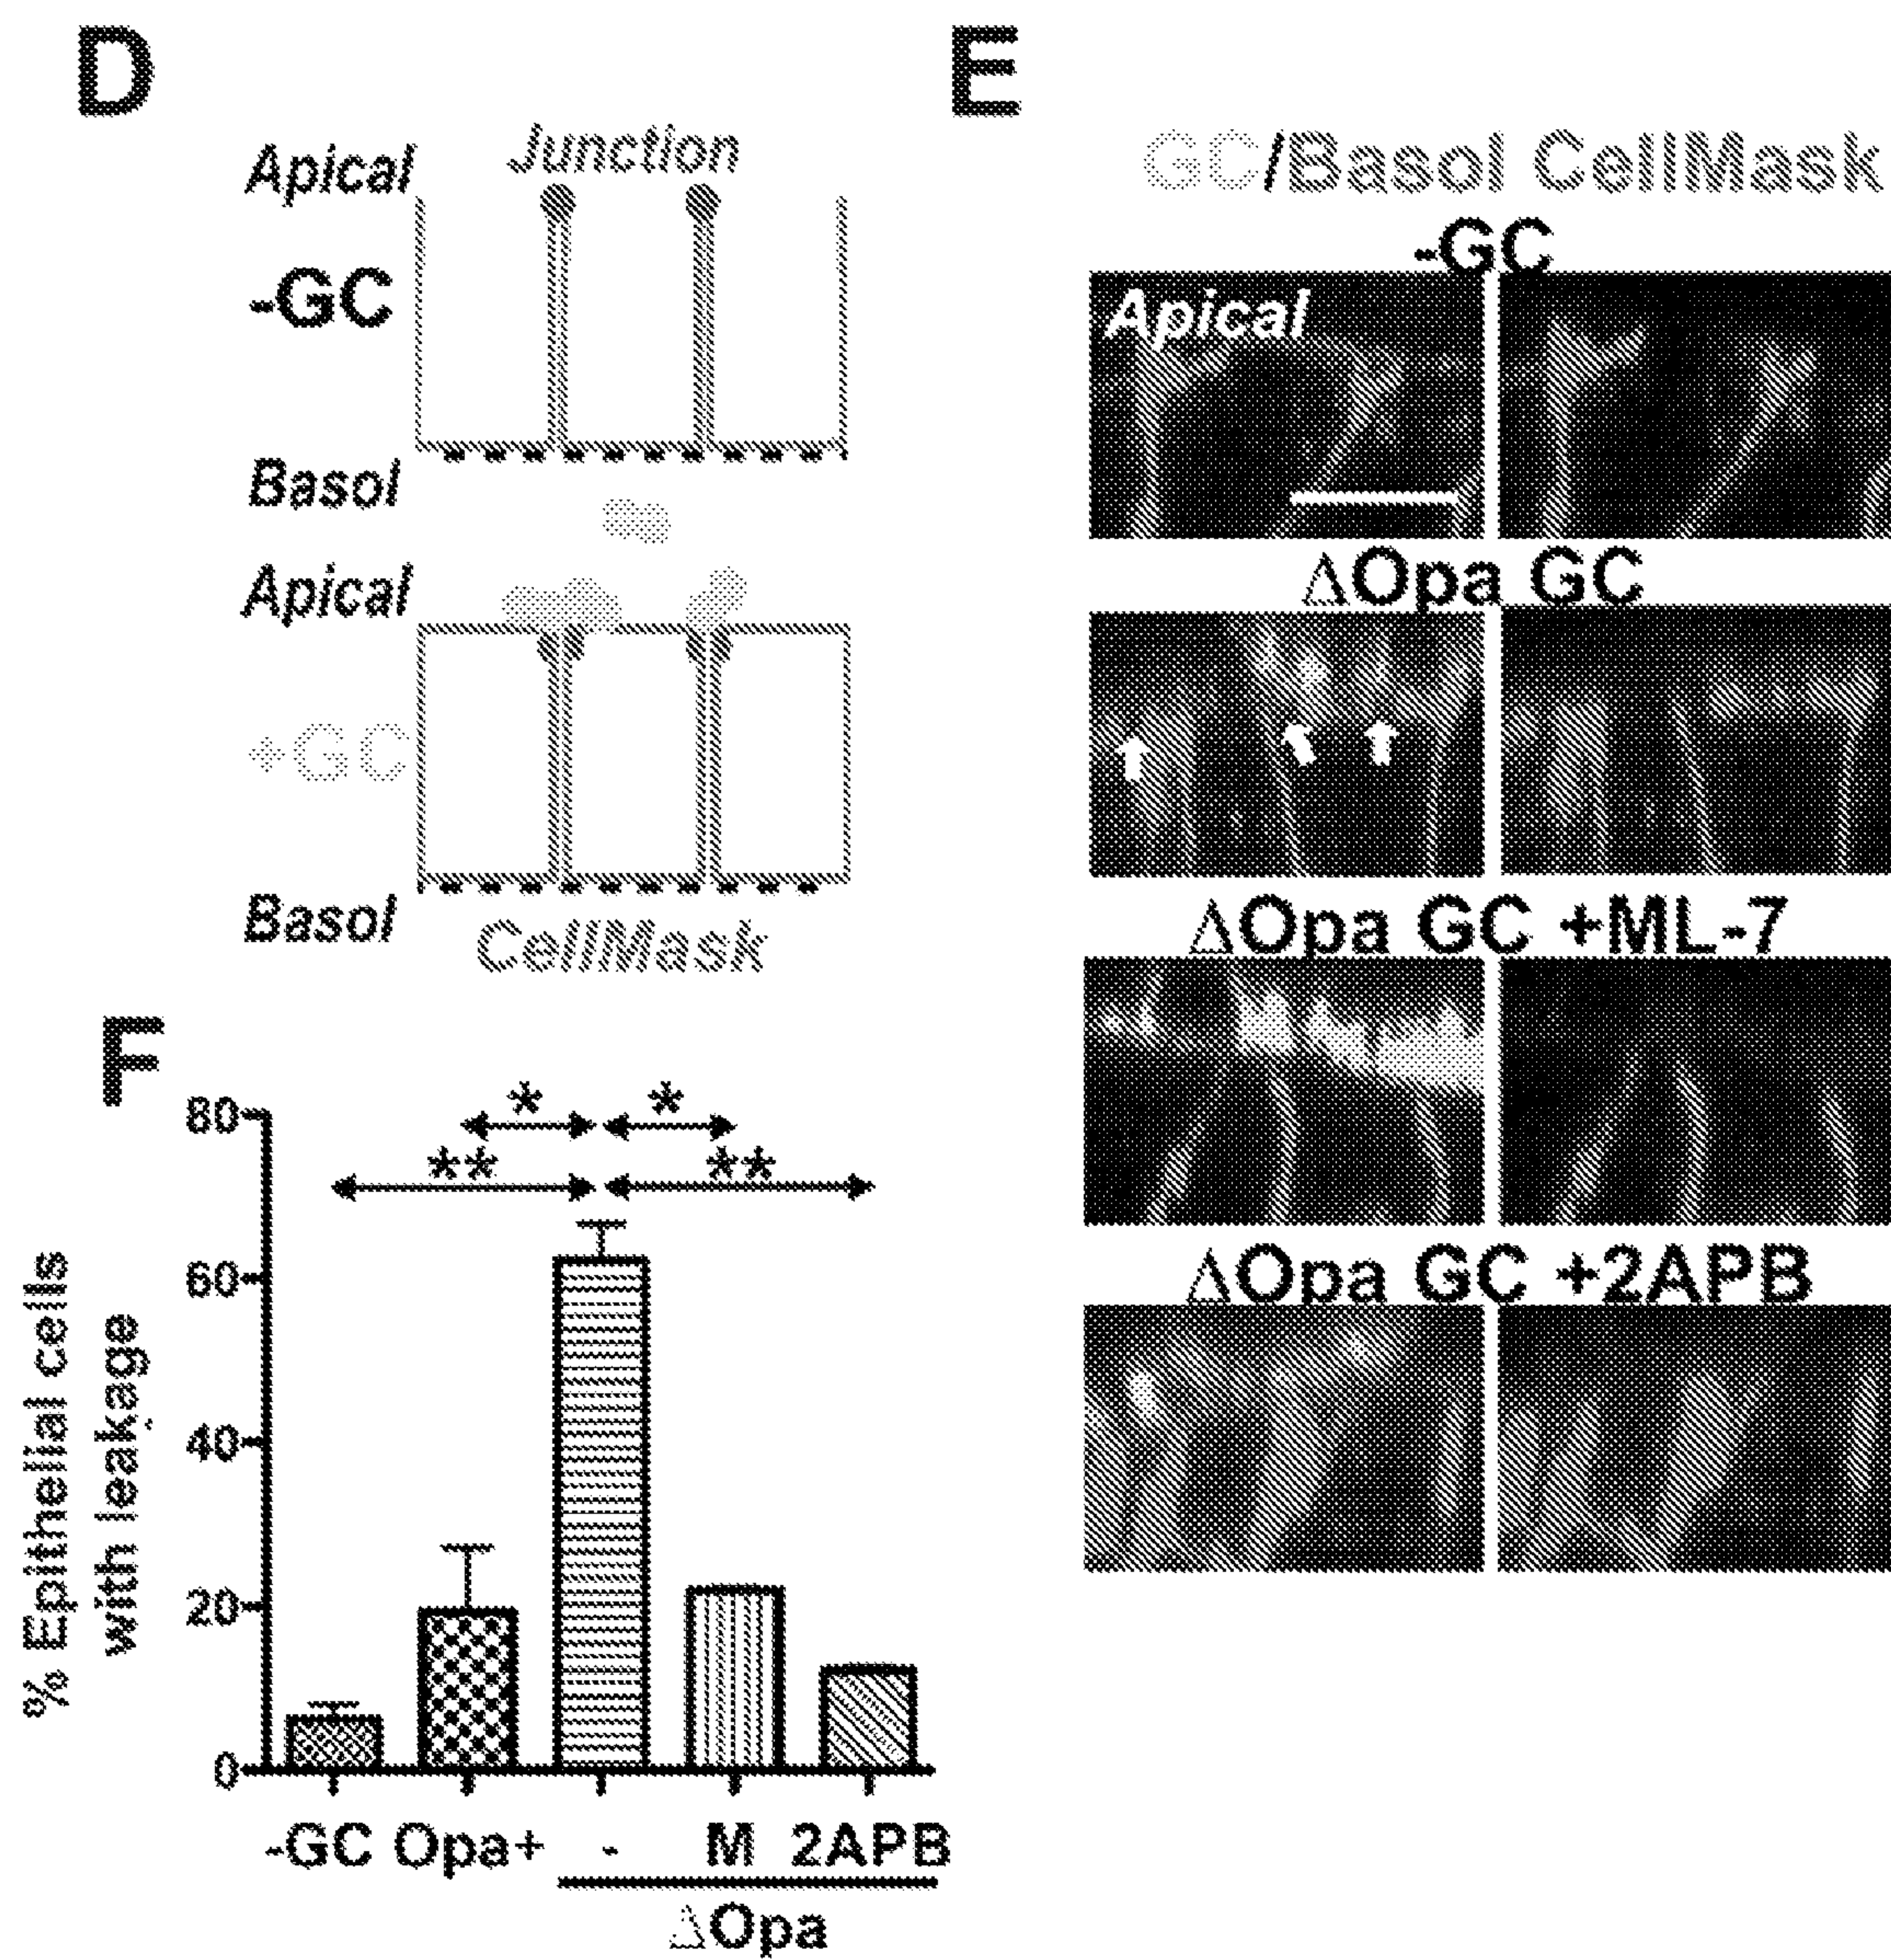 D
Junction
Apical
-GC
Basol
Apical
+GC
Basol
CellMask
E
GC/Basol CellMask
-GC
Apical
ΔOpa GC
ΔOpa GC +ML-7
ΔOpa GC +2APB
F
% Epithelial cells
with leakage
80
60
40
20
0
* *
** **
-GC Opa+ - M 2APB
ΔOpa